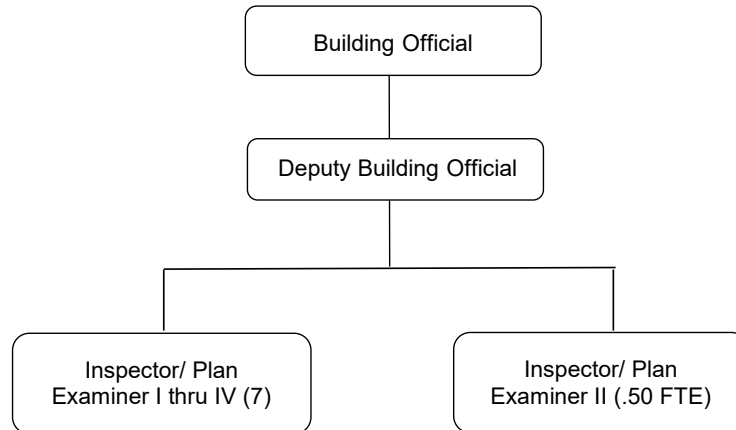 Building Official
Deputy Building Official
Inspector/ Plan
Examiner I thru IV (7)
Inspector/ Plan
Examiner II (.50 FTE)